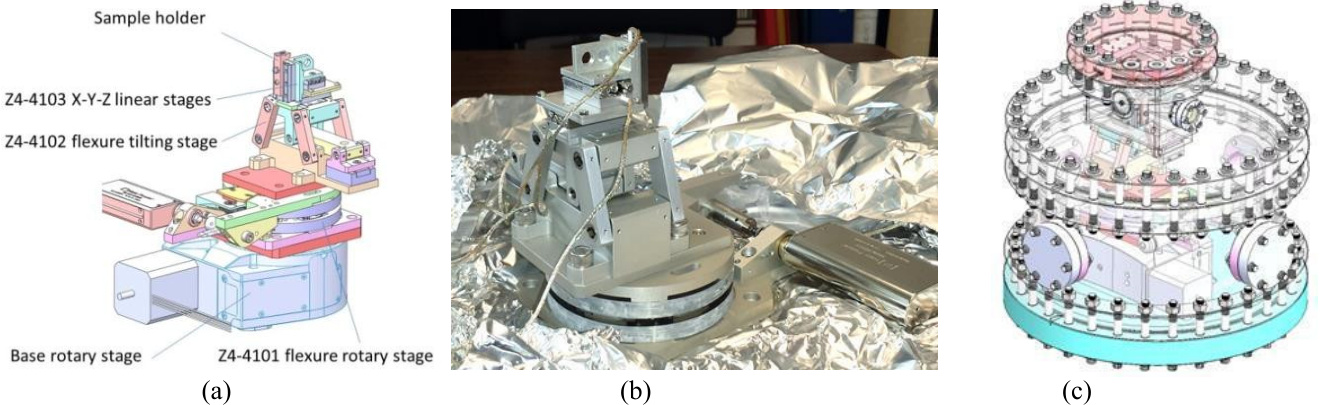 Sample holder
Z4-4103 X-Y-Z linear stages
Z4-4102 flexure tilting stage
Base rotary stage
Z4-4101 flexure rotary stage
(a)
(b)
(c)